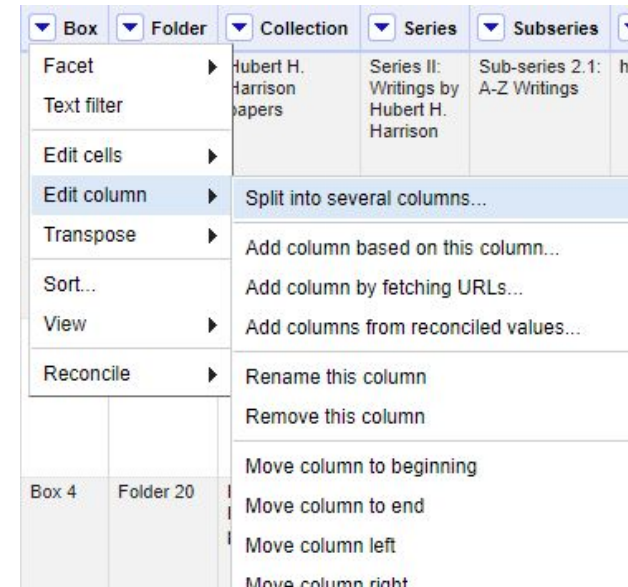 Box Folder Collection Series Subseries
Facet
Text filter
Edit cells
Edit column
Transpose
Sort...
View
Reconcile
Hubert H.
Harrison
papers
Series II:
Writings by
Hubert H.
Harrison
Sub-series 2.1:
A-Z Writings
h
Split into several columns...
Add column based on this column...
Add column by fetching URLs...
Add columns from reconciled values...
Rename this column
Remove this column
Move column to beginning
Move column to end
Move column left
Move column right
Box 4 Folder 20